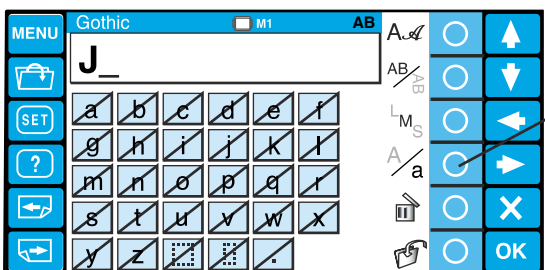 MENU
Gothic M1 AB
J_
SET
?
a b c d e f
g h i j k l
m n o p q r
s t u v w x
y z .
A A
AB AB
L M S
A a
OK